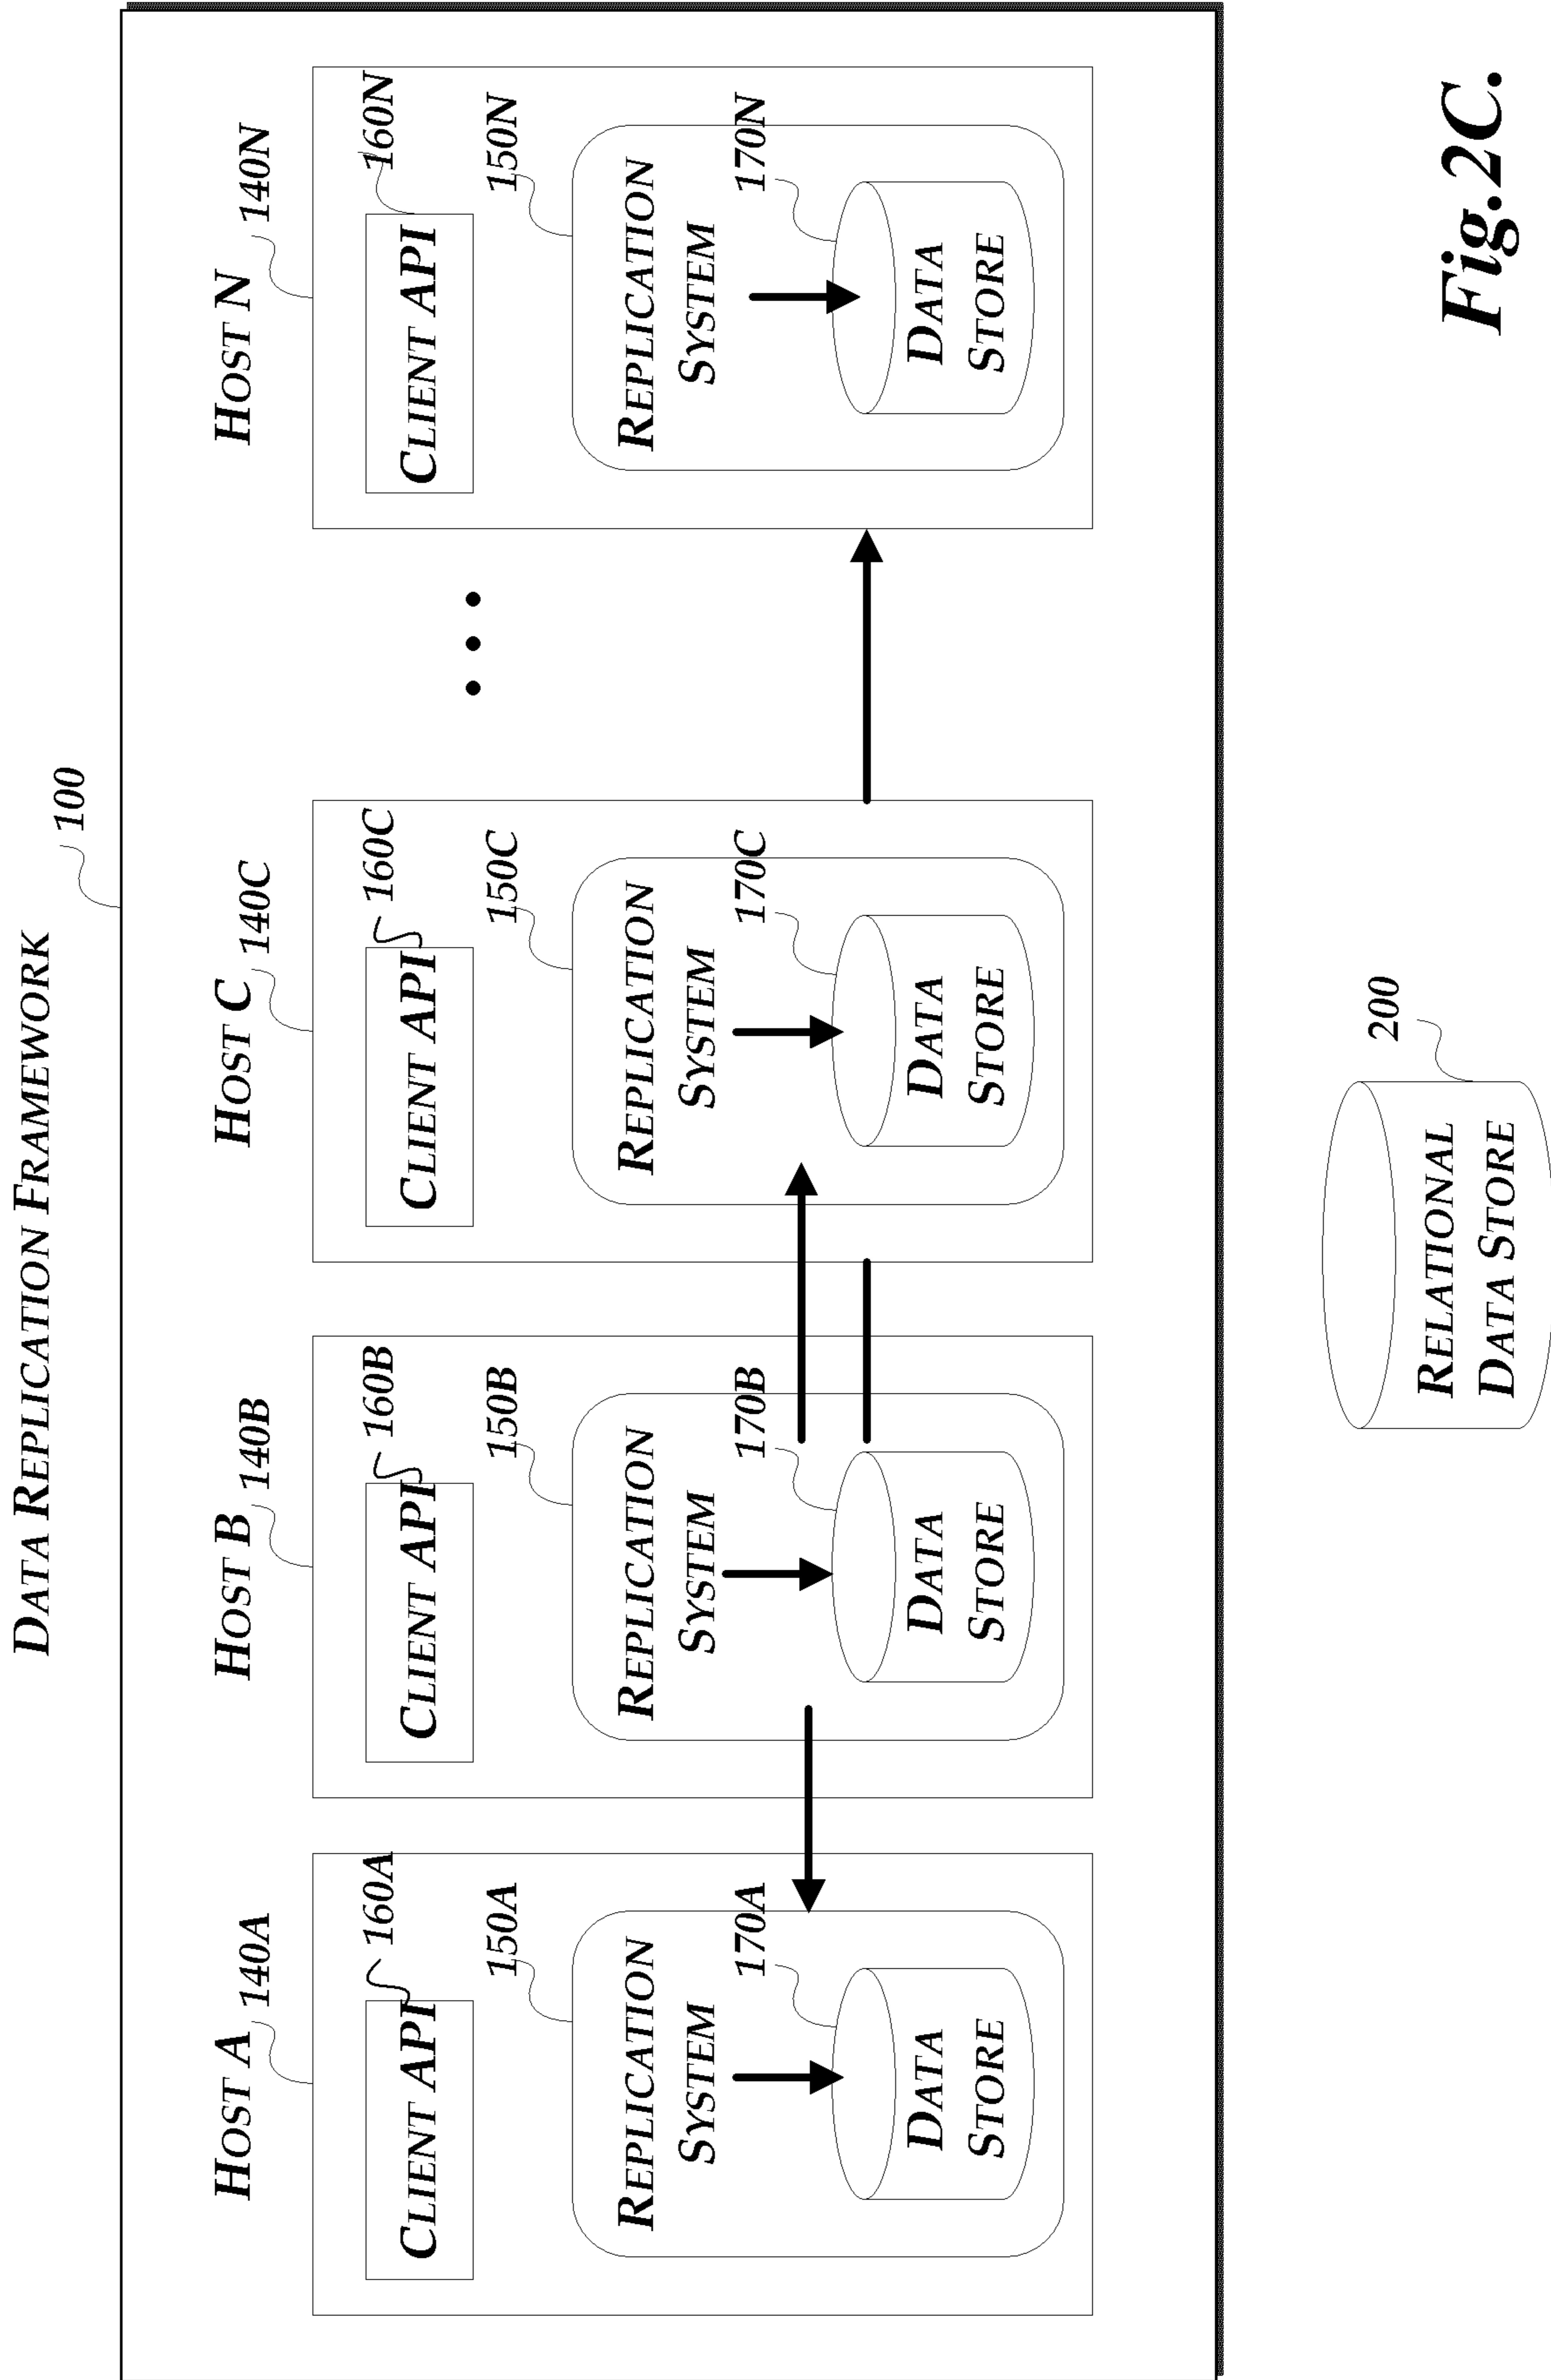 DATA REPLICATION FRAMEWORK
100
HOST A
140A
CLIENT API
160A
150A
REPLICATION
SYSTEM
170A
DATA
STORE
HOST B
140B
CLIENT API
160B
150B
REPLICATION
SYSTEM
170B
DATA
STORE
HOST C
140C
CLIENT API
160C
150C
REPLICATION
SYSTEM
170C
DATA
STORE
HOST N
140N
CLIENT API
160N
150N
REPLICATION
SYSTEM
170N
DATA
STORE
200
RELATIONAL
DATA STORE
Fig.2C.